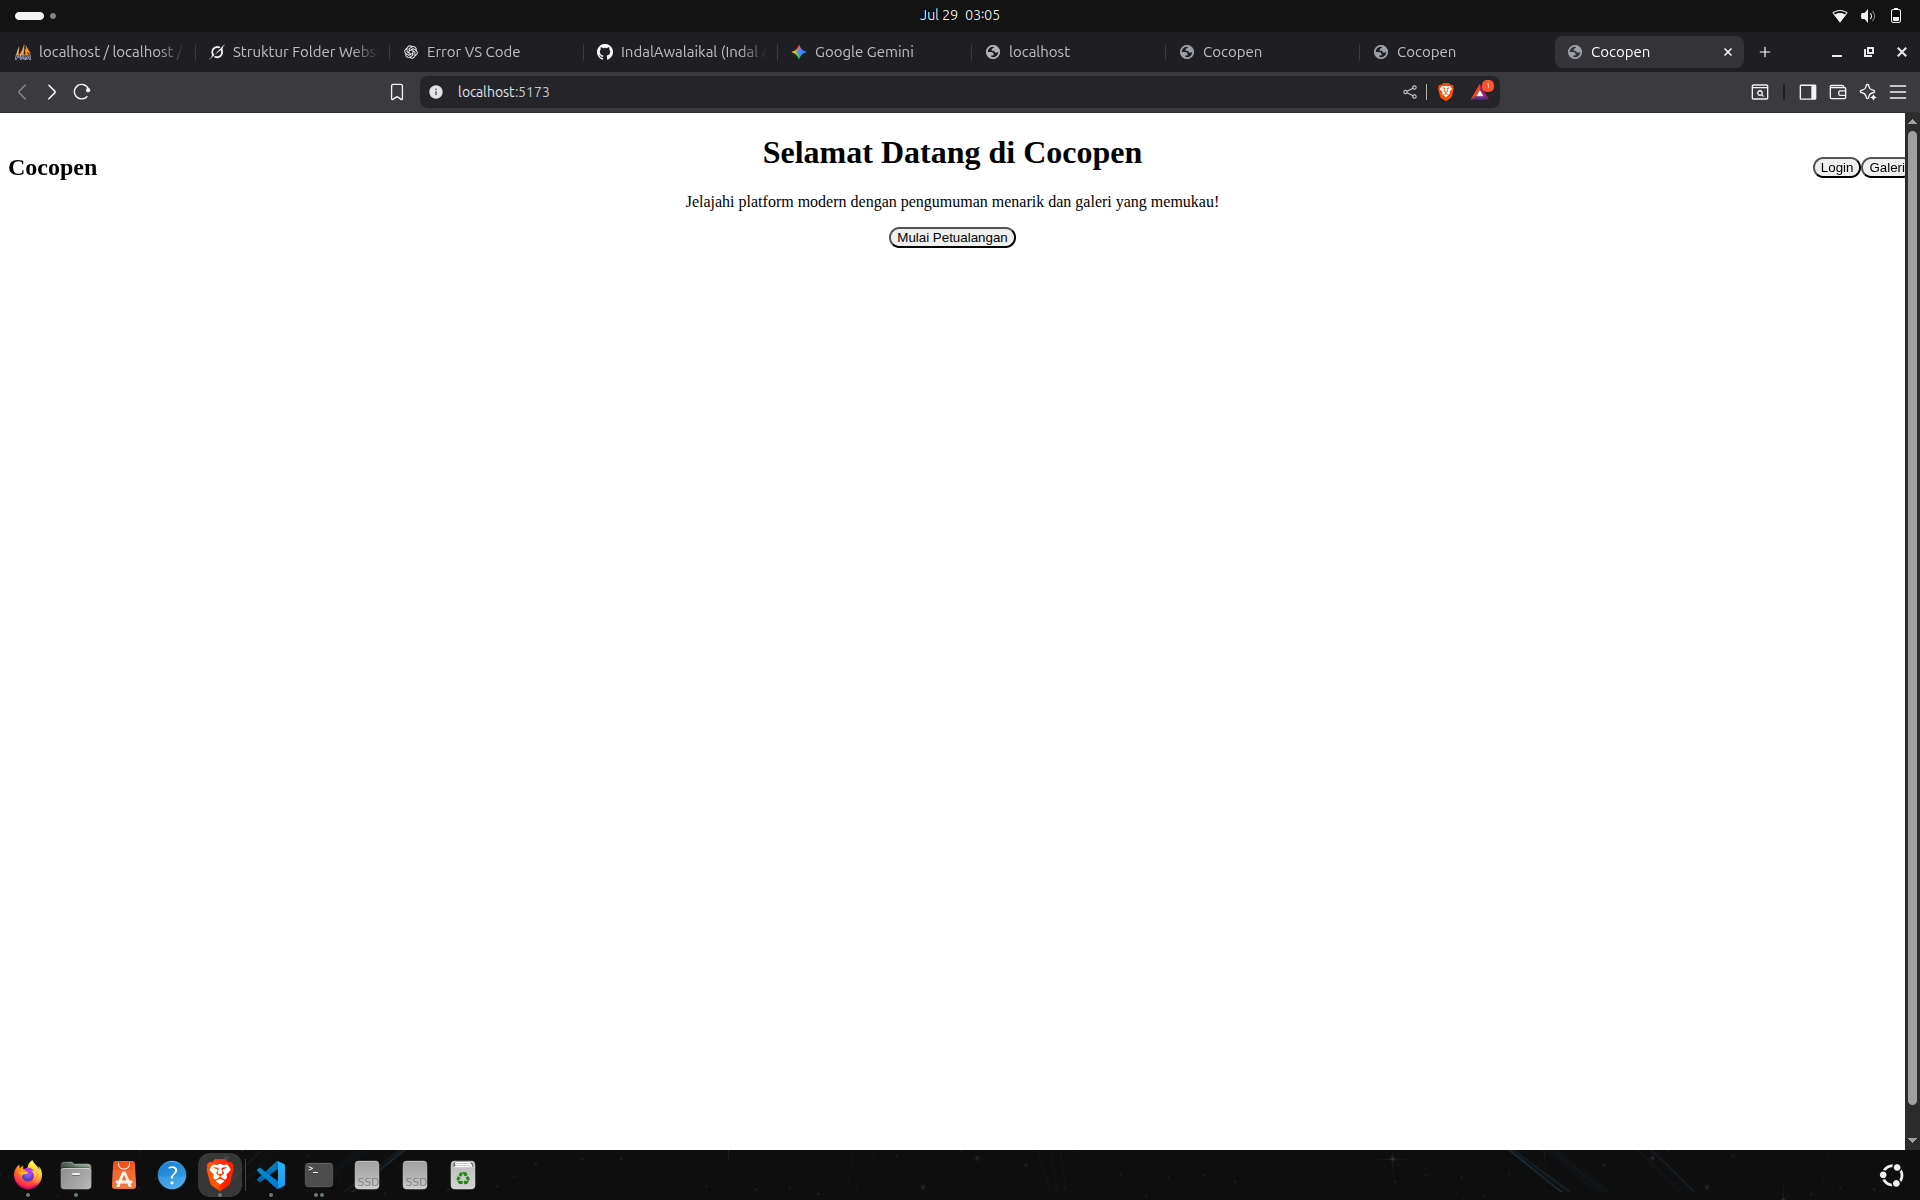 Jul 29 03:05
localhost / localhost /
Struktur Folder Webs
Error VS Code
IndalAwalaikal (Indal A
Google Gemini
localhost
Cocopen
Cocopen
Cocopen
localhost:5173
1
Selamat Datang di Cocopen
Cocopen
Login
Galeri
Jelajahi platform modern dengan pengumuman menarik dan galeri yang memukau!
Mulai Petualangan
SSD
SSD